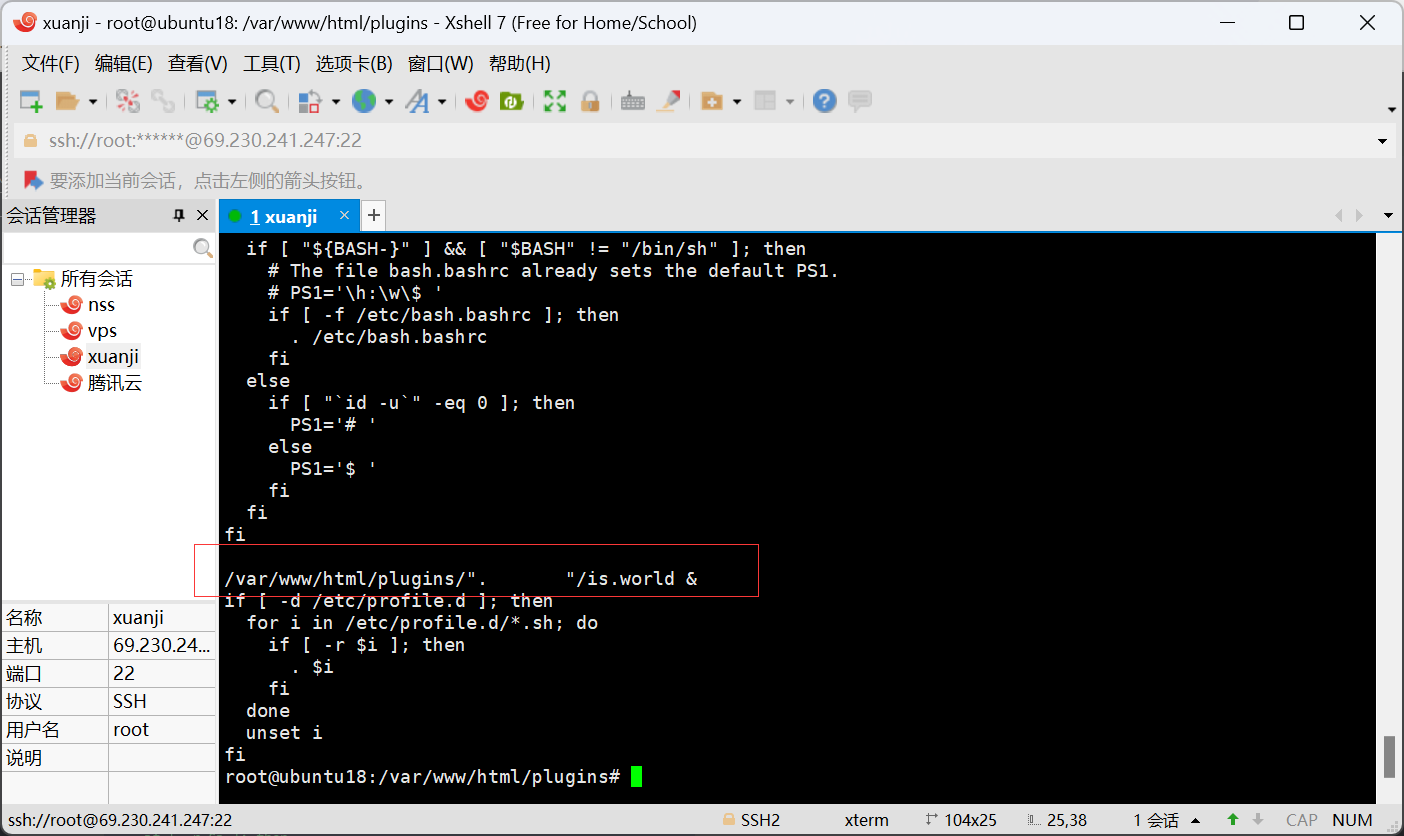 xuanji - root@ubuntu18: /var/www/html/plugins - Xshell 7 (Free for Home/School)
文件(F) 编辑(E) 查看(V) 工具(T) 选项卡(B) 窗口(W) 帮助(H)
ssh://root:******@69.230.241.247:22
要添加当前会话，点击左侧的箭头按钮。
会话管理器
所有会话
nss
vps
xuanji
腾讯云
名称 xuanji
主机 69.230.24...
端口 22
协议 SSH
用户名 root
说明
1 xuanji
  if [ "${BASH-}" ] && [ "$BASH" != "/bin/sh" ]; then
    # The file bash.bashrc already sets the default PS1.
    # PS1='\h:\w\$ '
    if [ -f /etc/bash.bashrc ]; then
      . /etc/bash.bashrc
    fi
  else
    if [ "`id -u`" -eq 0 ]; then
      PS1='# '
    else
      PS1='$ '
    fi
  fi
fi
/var/www/html/plugins/".       "/is.world &
if [ -d /etc/profile.d ]; then
  for i in /etc/profile.d/*.sh; do
    if [ -r $i ]; then
      . $i
    fi
  done
  unset i
fi
root@ubuntu18:/var/www/html/plugins#
ssh://root@69.230.241.247:22 SSH2 xterm 104x25 25,38 1 会话 CAP NUM